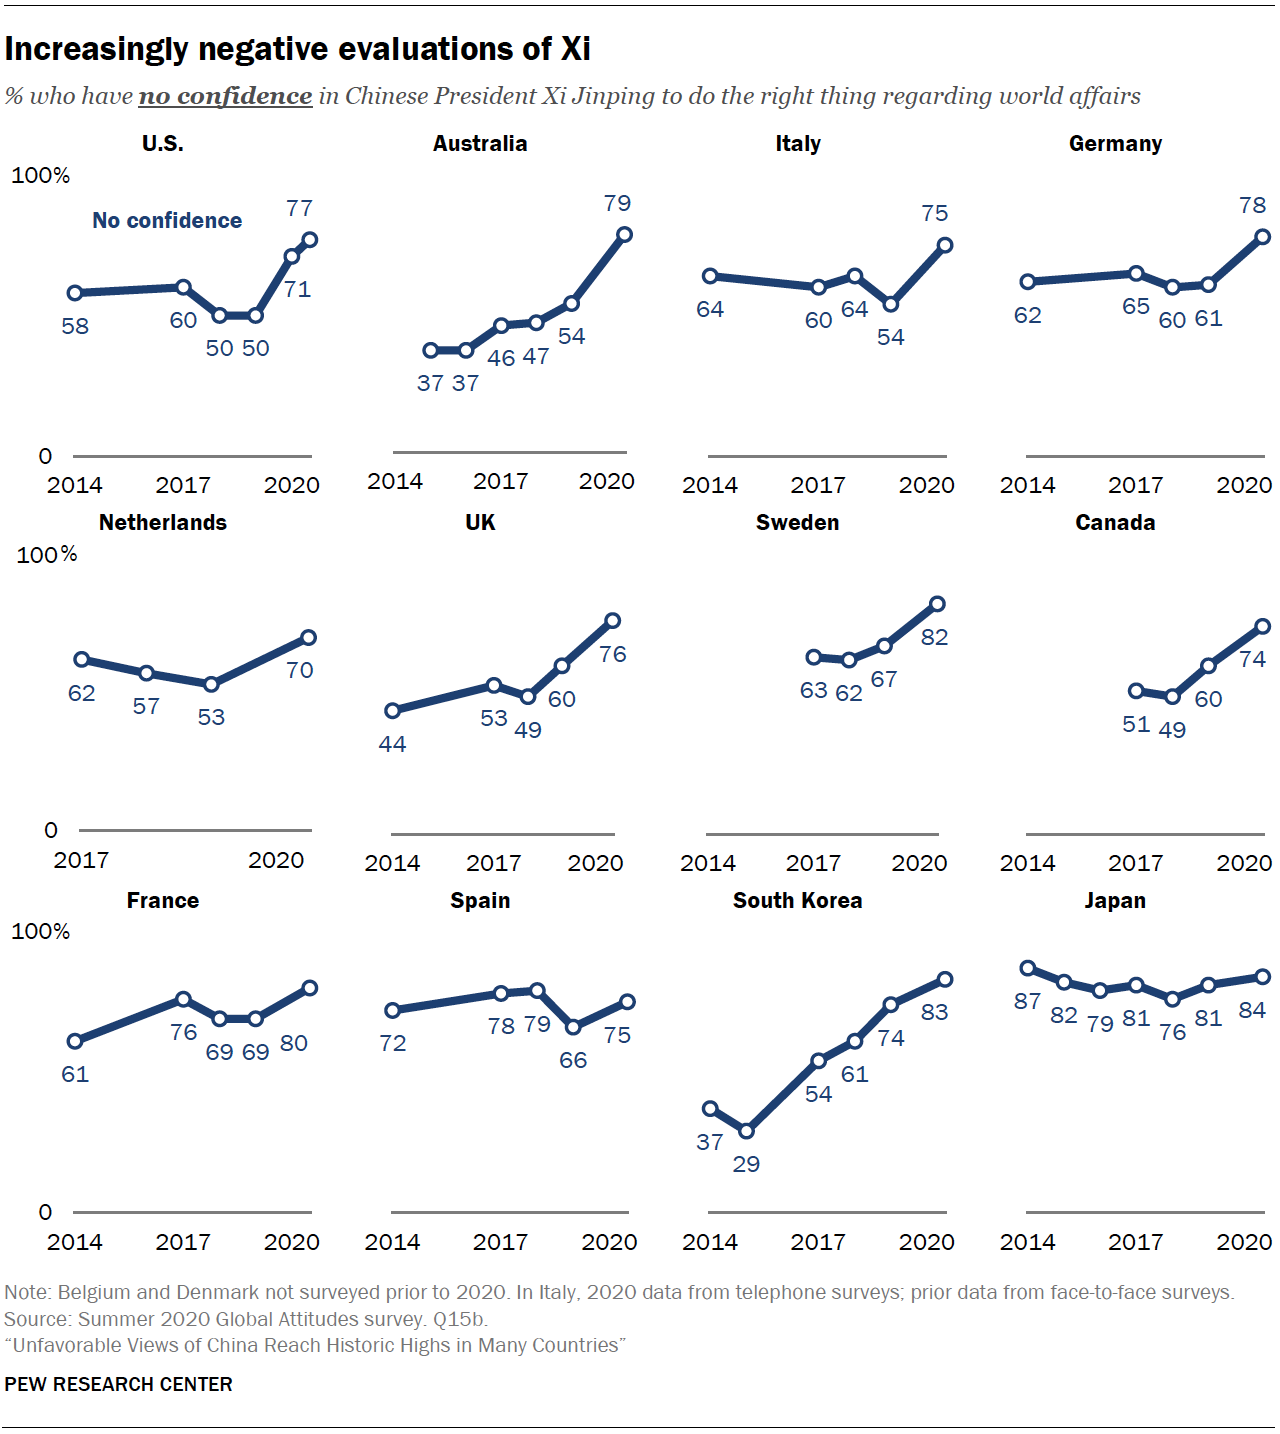 Increasingly negative evaluations of Xi
% who have no confidence in Chinese President Xi Jinping to do the right thing regarding world affairs
U.S. Australia Italy Germany
100%
No confidence
58 60 50 50 71 77
37 37 46 47 54 79
64 60 64 54 75
62 65 60 61 78
0
2014 2017 2020 2014 2017 2020 2014 2017 2020 2014 2017 2020
Netherlands UK Sweden Canada
100%
62 57 53 70
44 53 49 60 76
63 62 67 82
51 49 60 74
0
2017 2020 2014 2017 2020 2014 2017 2020 2014 2017 2020
France Spain South Korea Japan
100%
61 76 69 69 80
72 78 79 66 75
37 29 54 61 74 83
87 82 79 81 76 81 84
0
2014 2017 2020 2014 2017 2020 2014 2017 2020 2014 2017 2020
Note: Belgium and Denmark not surveyed prior to 2020. In Italy, 2020 data from telephone surveys; prior data from face-to-face surveys.
Source: Summer 2020 Global Attitudes survey. Q15b.
“Unfavorable Views of China Reach Historic Highs in Many Countries”
PEW RESEARCH CENTER